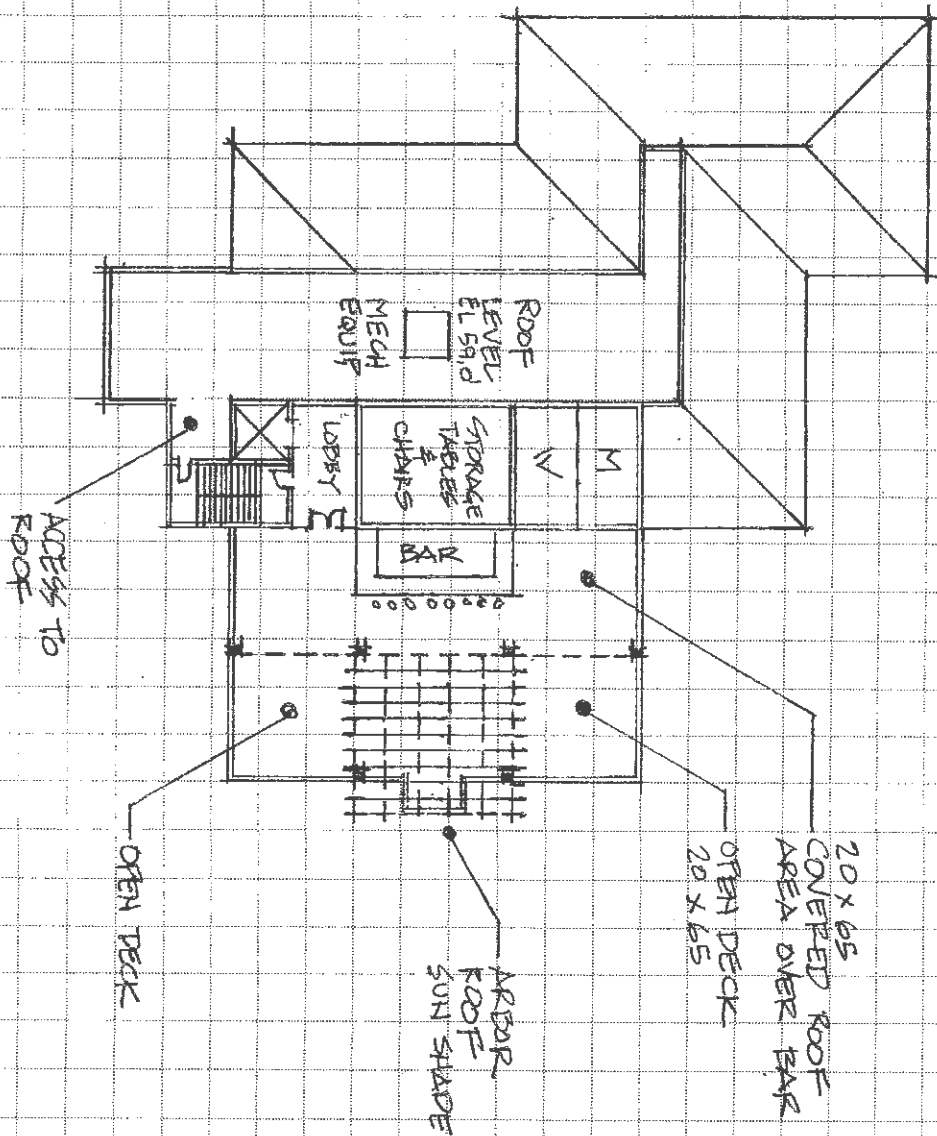 20 X 65
COVERED ROOF
AREA OVER BAR
OPEN DECK
20 X 65
ARBOR
ROOF
SUN SHADE
OPEN DECK
ACCESS TO
ROOF
ROOF
LEVEL
EL 59.0
MECH
EQUIP
M
W
STORAGE
TABLES
&
CHAIRS
LOBBY
BAR